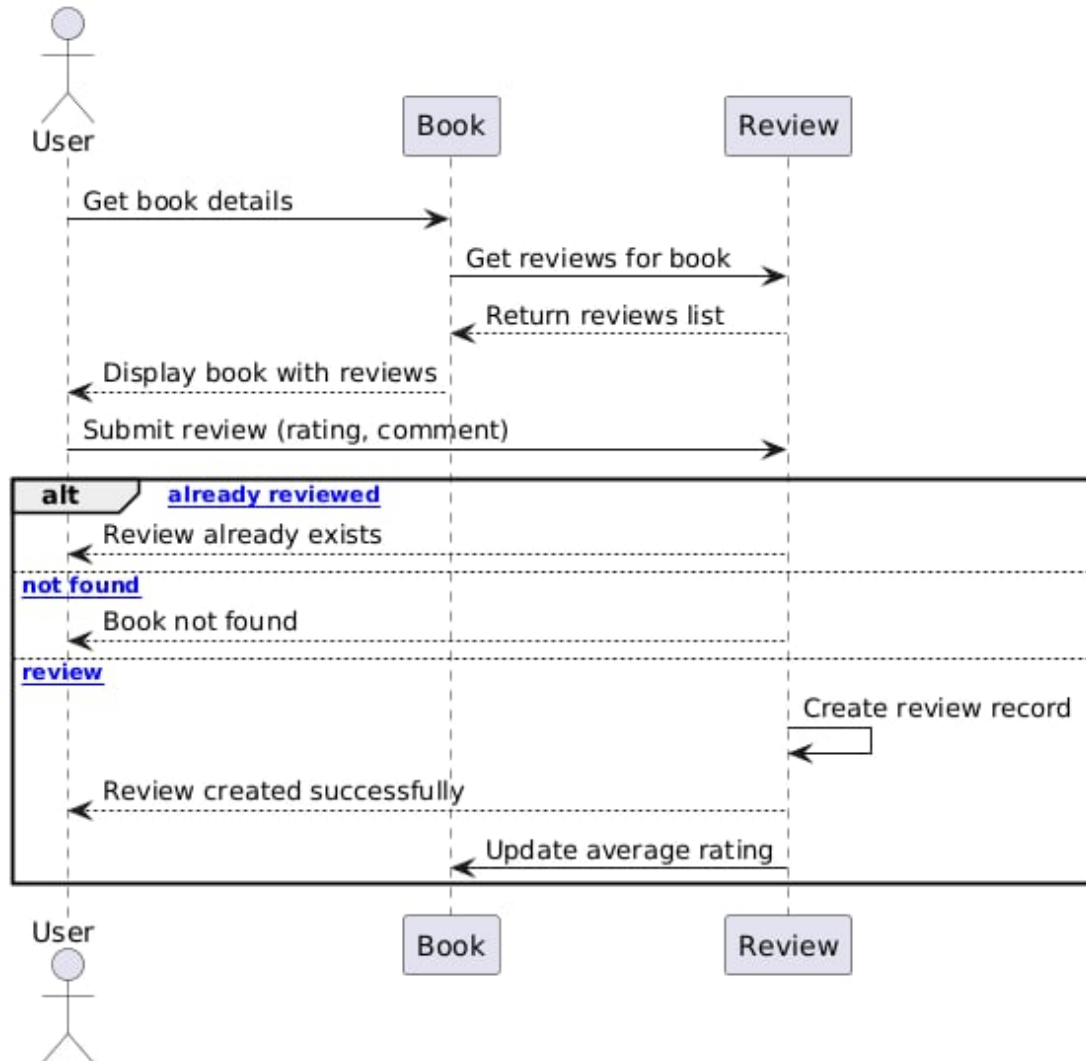 User
Book
Review
Get book details
Get reviews for book
Return reviews list
Display book with reviews
Submit review (rating, comment)
alt already reviewed
Review already exists
not found
Book not found
review
Create review record
Review created successfully
Update average rating
User
Book
Review